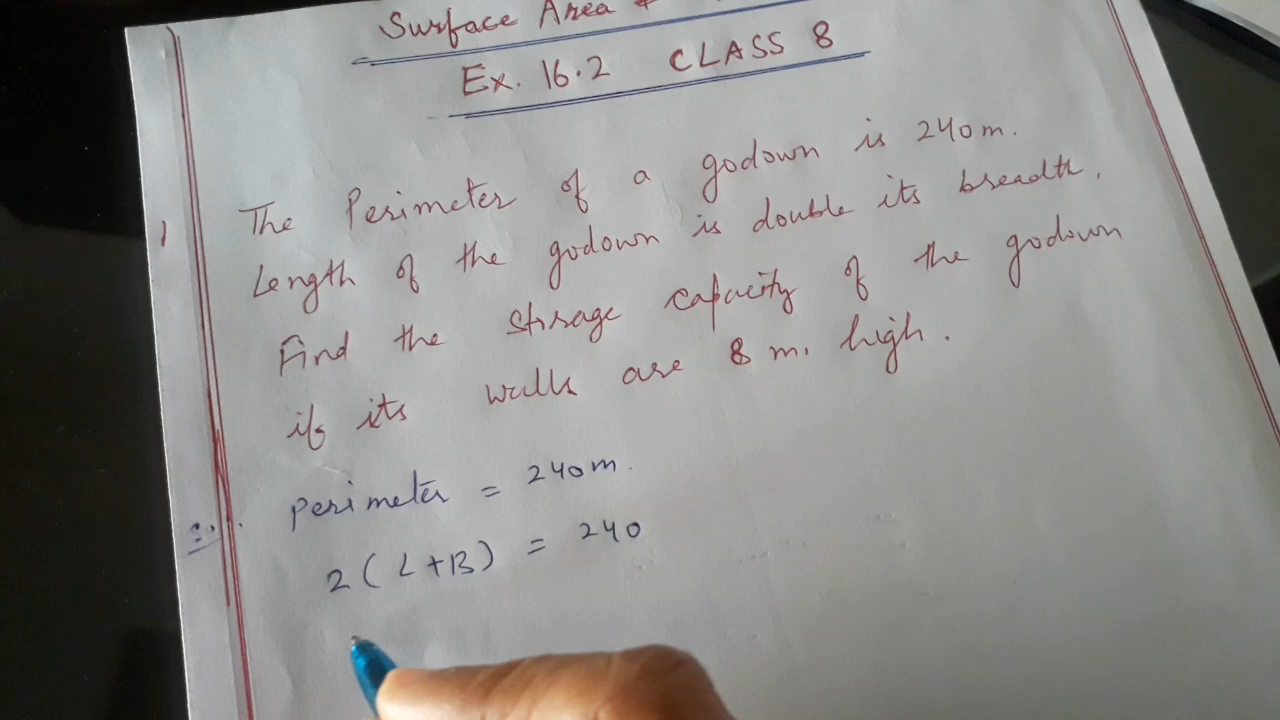 Surface Area &
Ex. 16.2 CLASS 8
1 The Perimeter of a godown is 240m.
Length of the godown is double its breadth.
Find the storage capacity of the godown
if its walls are 8 m. high.
Sol. perimeter = 240m.
2(L+B) = 240